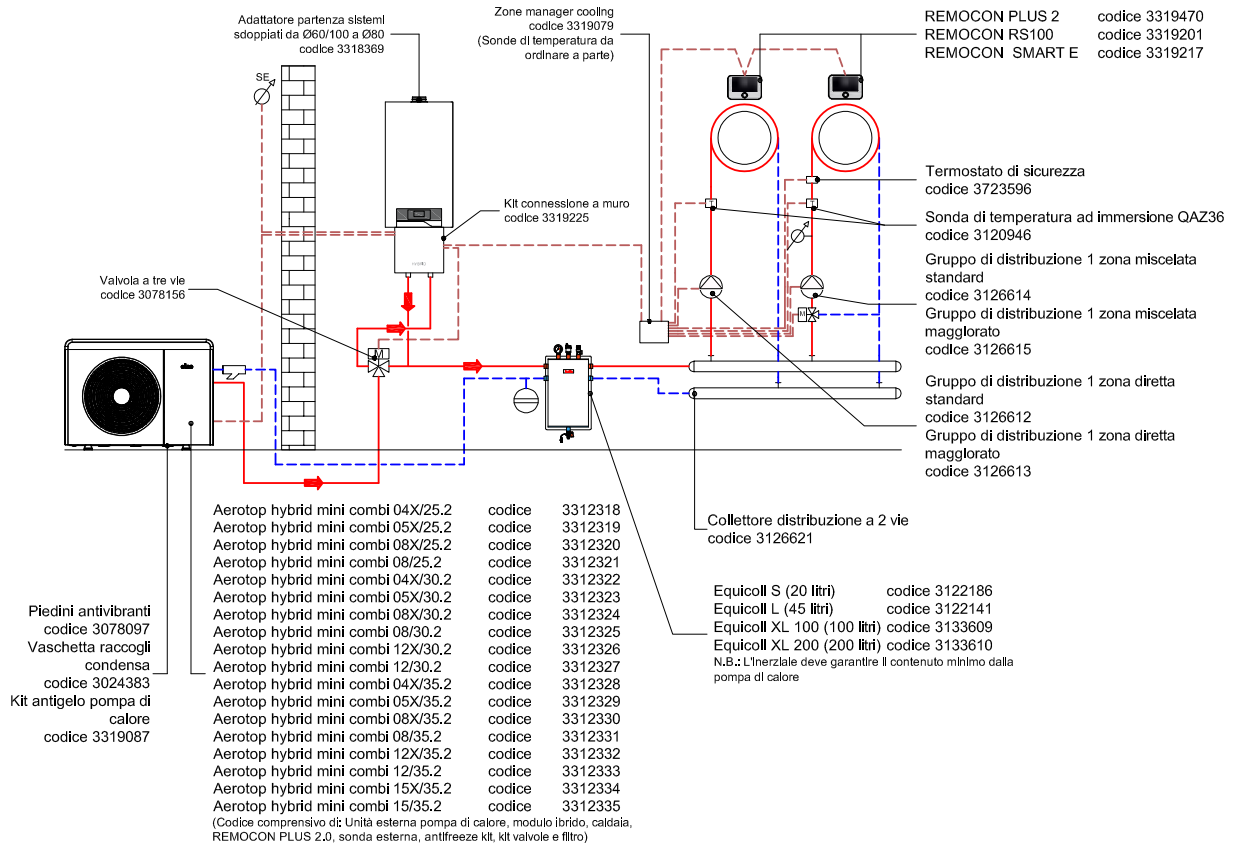 Adattatore partenza sistemi
sdoppiati da Ø60/100 a Ø80
codice 3318369
Zone manager cooling
codice 3319079
(Sonde di temperatura da
ordinare a parte)
REMOCON PLUS 2 codice 3319470
REMOCON RS100 codice 3319201
REMOCON SMART E codice 3319217
SE
Termostato di sicurezza
codice 3723596
Kit connessione a muro
codice 3319225
Sonda di temperatura ad immersione QAZ36
codice 3120946
Valvola a tre vie
codice 3078156
Gruppo di distribuzione 1 zona miscelata
standard
codice 3126614
Gruppo di distribuzione 1 zona miscelata
maggiorato
codice 3126615
M
M
Gruppo di distribuzione 1 zona diretta
standard
codice 3126612
Gruppo di distribuzione 1 zona diretta
maggiorato
codice 3126613
Collettore distribuzione a 2 vie
codice 3126621
Aerotop hybrid mini combi 04X/25.2 codice 3312318
Aerotop hybrid mini combi 05X/25.2 codice 3312319
Aerotop hybrid mini combi 08X/25.2 codice 3312320
Aerotop hybrid mini combi 08/25.2 codice 3312321
Aerotop hybrid mini combi 04X/30.2 codice 3312322
Aerotop hybrid mini combi 05X/30.2 codice 3312323
Aerotop hybrid mini combi 08X/30.2 codice 3312324
Aerotop hybrid mini combi 08/30.2 codice 3312325
Aerotop hybrid mini combi 12X/30.2 codice 3312326
Aerotop hybrid mini combi 12/30.2 codice 3312327
Aerotop hybrid mini combi 04X/35.2 codice 3312328
Aerotop hybrid mini combi 05X/35.2 codice 3312329
Aerotop hybrid mini combi 08X/35.2 codice 3312330
Aerotop hybrid mini combi 08/35.2 codice 3312331
Aerotop hybrid mini combi 12X/35.2 codice 3312332
Aerotop hybrid mini combi 12/35.2 codice 3312333
Aerotop hybrid mini combi 15X/35.2 codice 3312334
Aerotop hybrid mini combi 15/35.2 codice 3312335
(Codice comprensivo di: Unità esterna pompa di calore, modulo ibrido, caldaia,
REMOCON PLUS 2.0, sonda esterna, antifreeze kit, kit valvole e filtro)
Piedini antivibranti
codice 3078097
Vaschetta raccogli
condensa
codice 3024383
Kit antigelo pompa di
calore
codice 3319087
Equicoll S (20 litri) codice 3122186
Equicoll L (45 litri) codice 3122141
Equicoll XL 100 (100 litri) codice 3133609
Equicoll XL 200 (200 litri) codice 3133610
N.B.: L'inerziale deve garantire il contenuto minimo dalla
pompa di calore